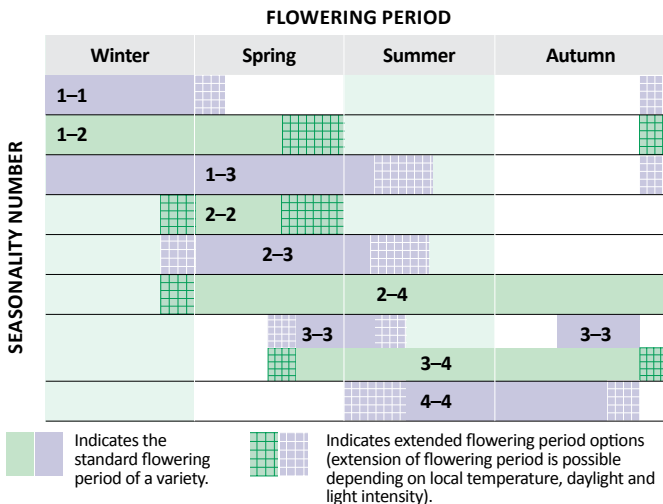 FLOWERING PERIOD
Winter Spring Summer Autumn
SEASONALITY NUMBER
1–1
1–2
1–3
2–2
2–3
2–4
3–3 3–3
3–4
4–4
Indicates the
standard flowering
period of a variety.
Indicates extended flowering period options
(extension of flowering period is possible
depending on local temperature, daylight and
light intensity).